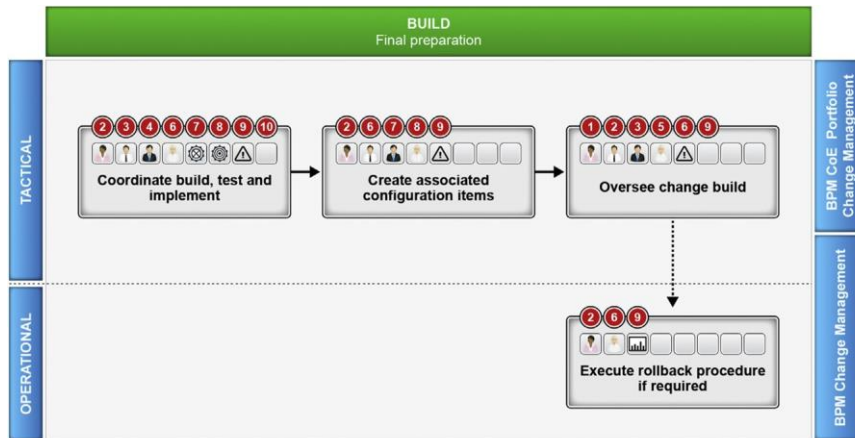 BUILD
Final preparation
TACTICAL
2 3 4 6 7 8 9 10
Coordinate build, test and
implement
2 6 7 8 9
Create associated
configuration items
1 2 3 5 6 9
Oversee change build
BPM CoE Portfolio
Change Management
OPERATIONAL
2 6 9
Execute rollback procedure
if required
BPM Change Management